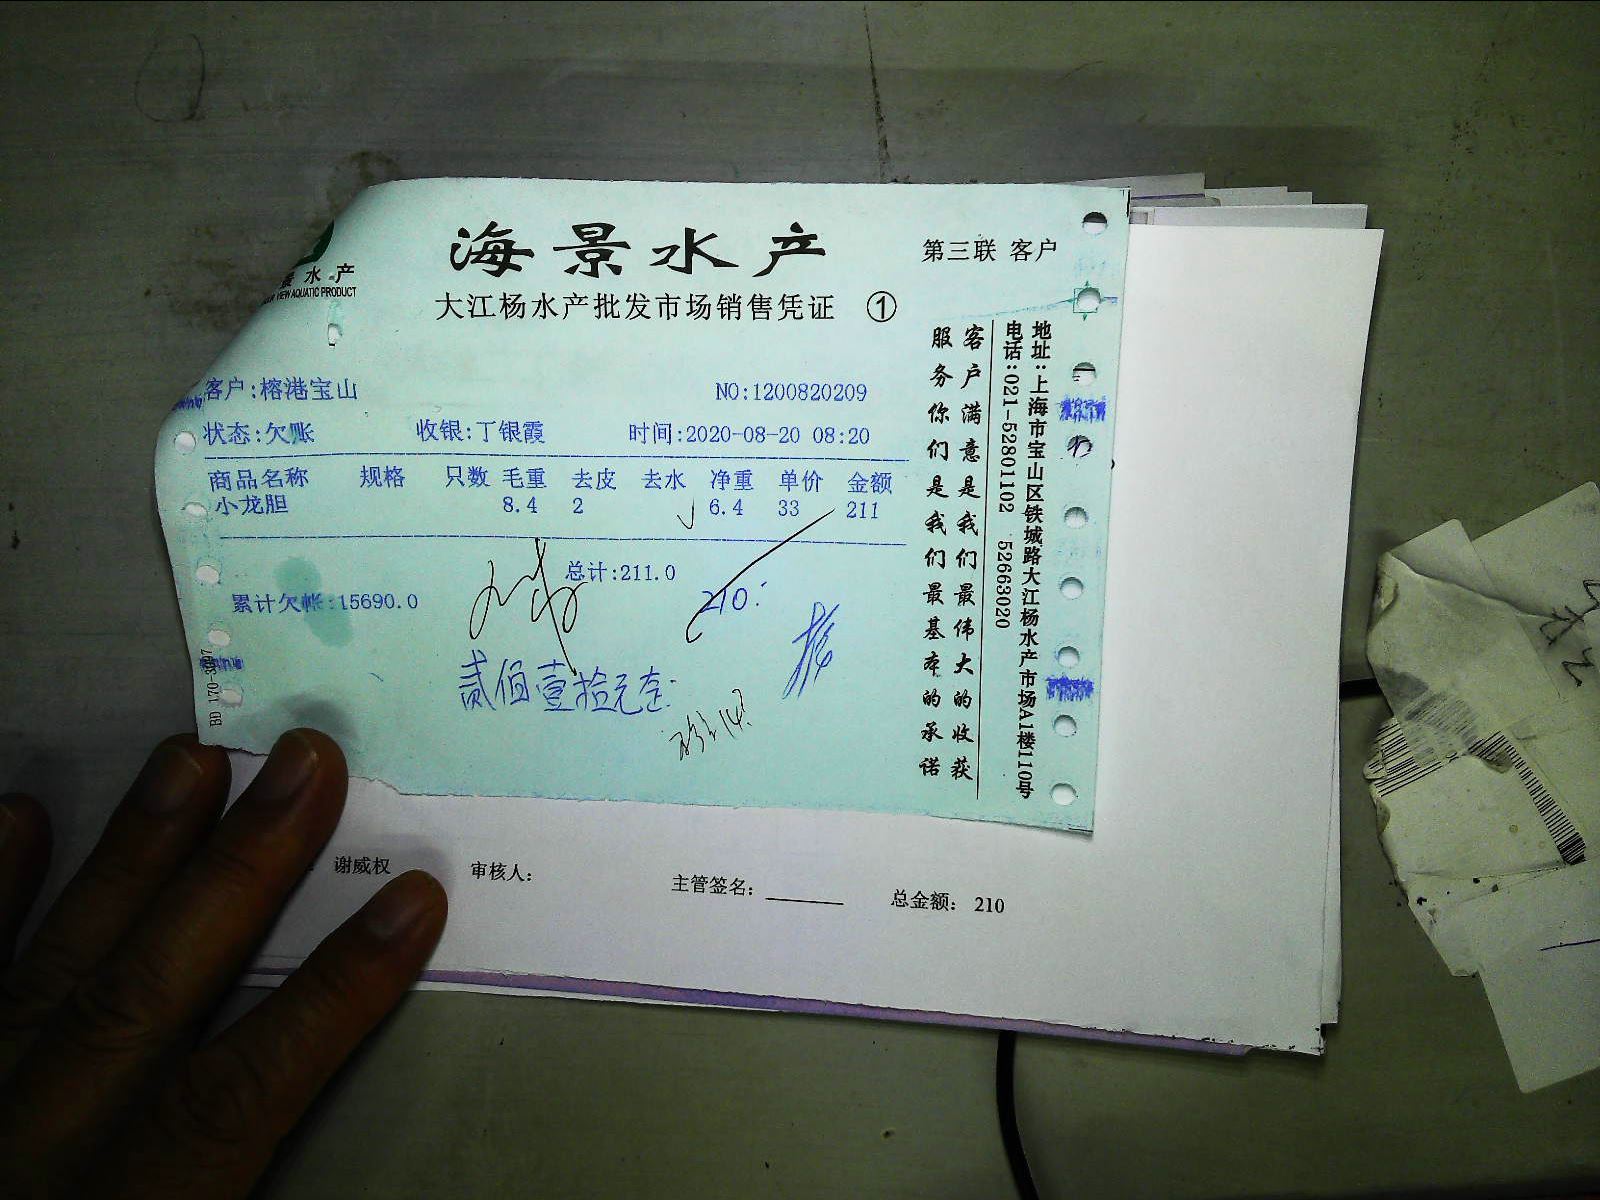 海景水产
第三联 客户
景水产
VIEW AQUATIC PRODUCT
大江杨水产批发市场销售凭证 ①
客户:榕港宝山 NO:1200820209
状态:欠账 收银:丁银霞 时间:2020-08-20 08:20
商品名称 规格 只数 毛重 去皮 去水 净重 单价 金额
小龙胆 8.4 2 6.4 33 211
总计:211.0
累计欠帐:15690.0
210:
贰佰壹拾元在:
客户满意是我们最伟大的收获
服务你们是我们最基本的承诺
地址:上海市宝山区铁城路大江杨水产市场A1楼110号
电话:021-52801102 52663020
谢威权 审核人: 主管签名: 总金额: 210